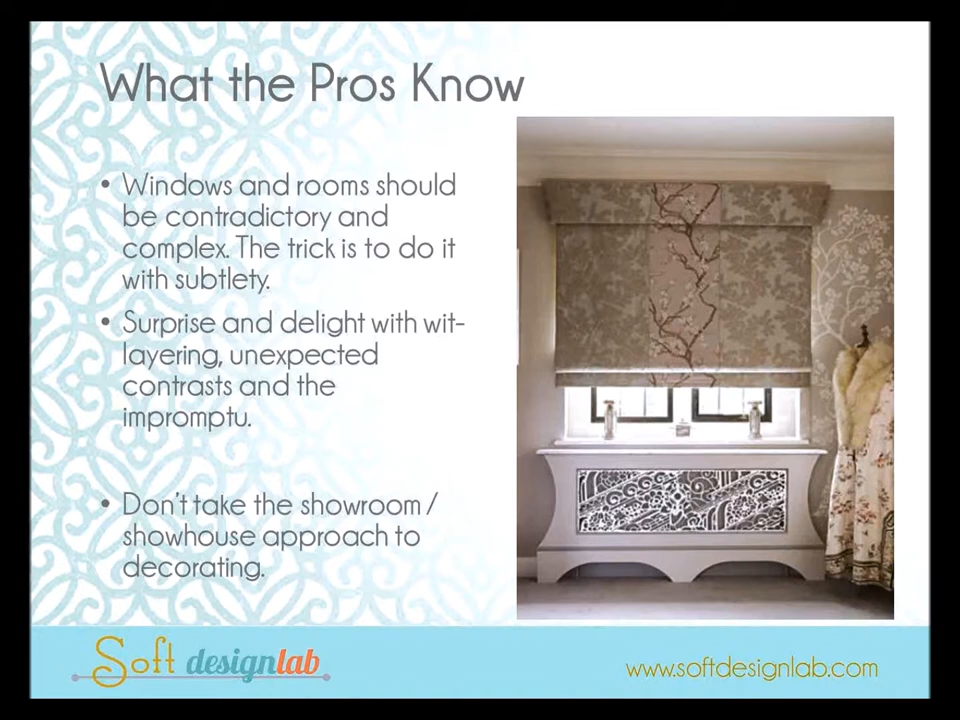 What the Pros Know
• Windows and rooms should
be contradictory and
complex. The trick is to do it
with subtlety.
• Surprise and delight with wit-
layering, unexpected
contrasts and the
impromptu.
• Don't take the showroom /
showhouse approach to
decorating.
Soft designlab
www.softdesignlab.com